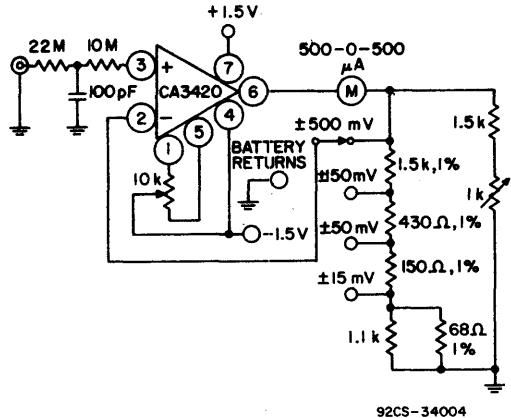 +1.5V
22M
10M
500-0-500
μA
3
+
7
CA3420
6
M
100pF
2
−
4
5
1
±500 mV
BATTERY
RETURNS
1.5k
1.5k,1%
10k
±150mV
1k
430Ω,1%
−1.5V
±50mV
150Ω,1%
±15mV
1.1k
68Ω
1%
92CS-34004